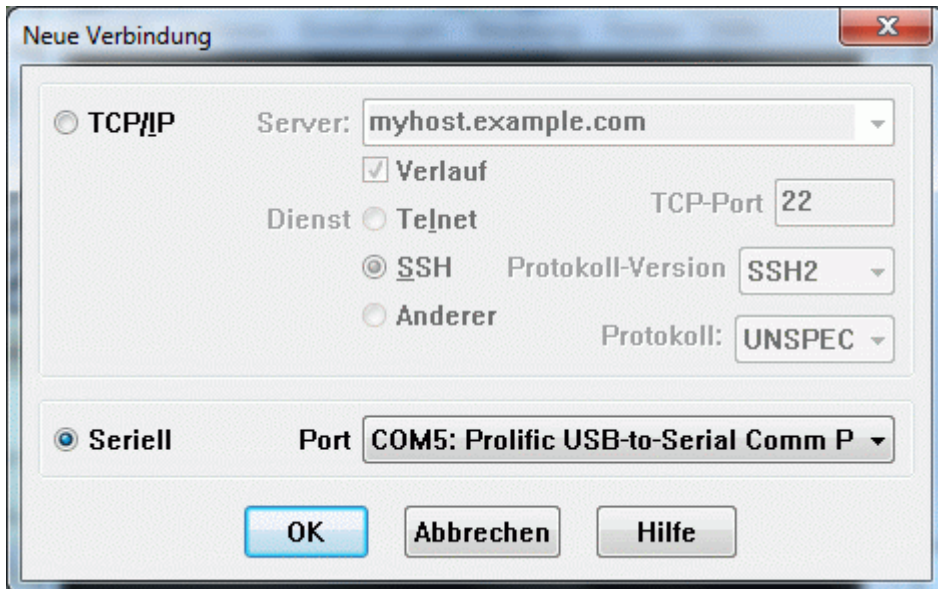 Neue Verbindung
TCP/IP Server: myhost.example.com
Verlauf
TCP-Port 22
Dienst Telnet
SSH Protokoll-Version SSH2
Anderer
Protokoll: UNSPEC
Seriell Port COM5: Prolific USB-to-Serial Comm P
OK Abbrechen Hilfe